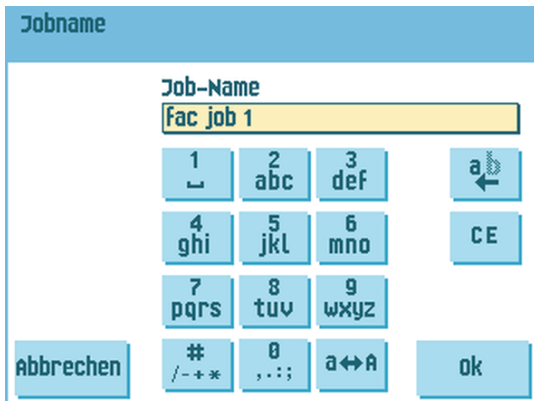 Jobname
Job-Name
fac job 1
1 2 3
␣ abc def
ab
4 5 6
ghi jkl mno
CE
7 8 9
pqrs tuv wxyz
# 0
/-+* ,.:; a↔A
Abbrechen
ok